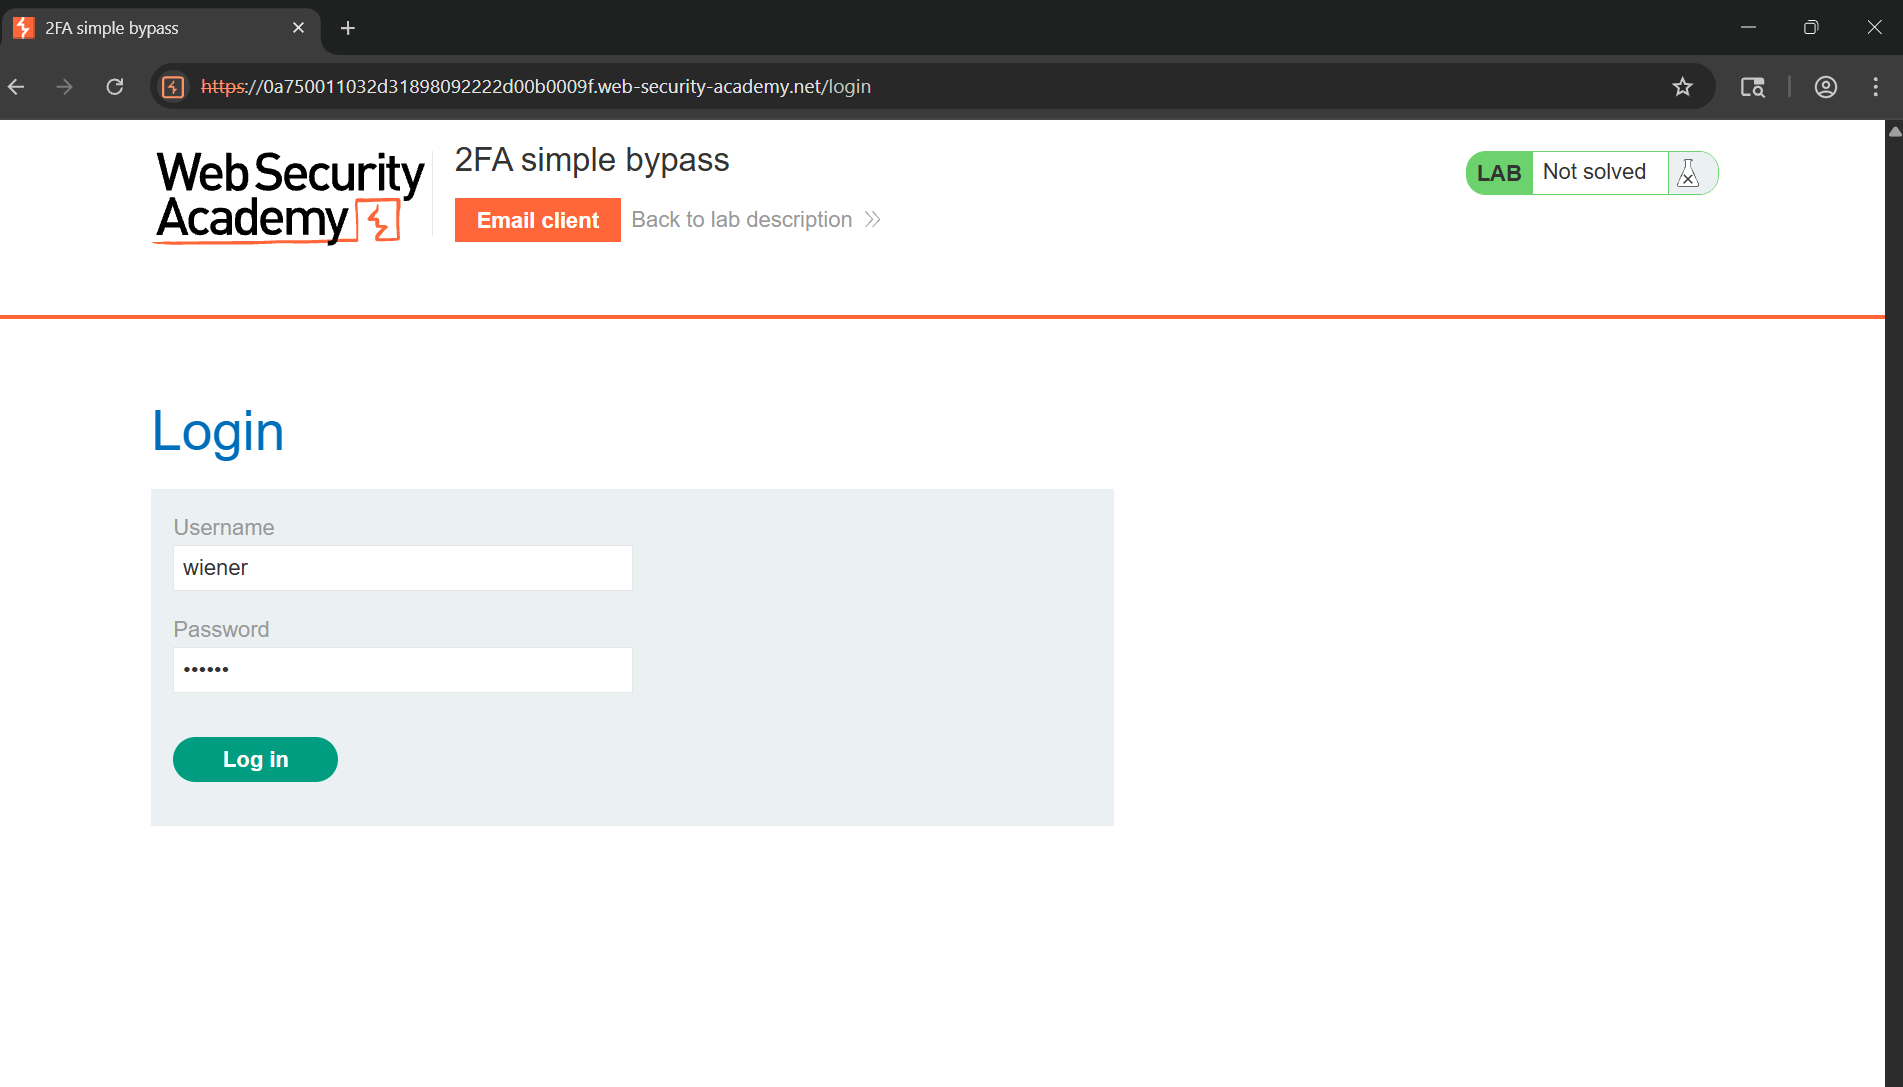 2FA simple bypass
https://0a750011032d31898092222d00b0009f.web-security-academy.net/login
Web Security
Academy
2FA simple bypass
Email client
Back to lab description
LAB
Not solved
Login
Username
wiener
Password
••••••
Log in